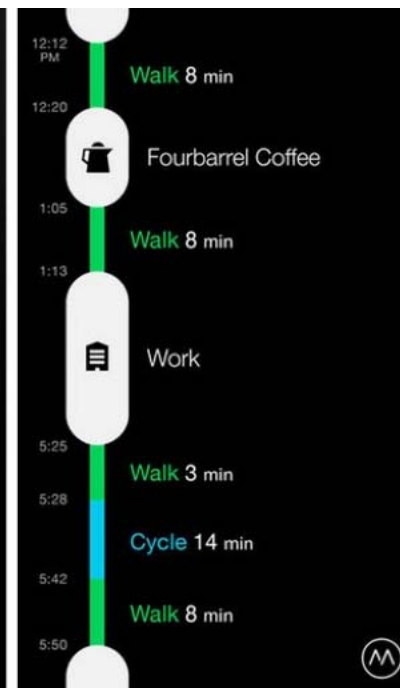 12:12
PM
Walk 8 min
12:20
Fourbarrel Coffee
1:05
Walk 8 min
1:13
Work
5:25
Walk 3 min
5:28
Cycle 14 min
5:42
Walk 8 min
5:50